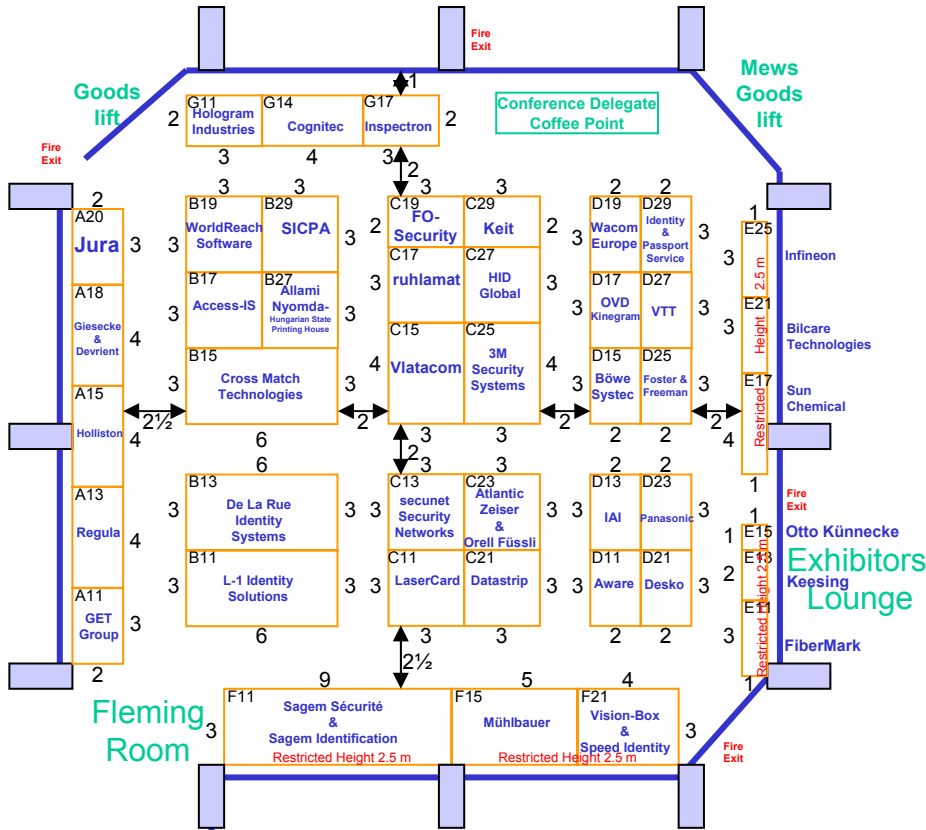 Fire
Exit
Mews
Goods
lift
Goods
lift
1
G11
Hologram
Industries
G14
Cognitec
G17
Inspectron
2
2
Conference Delegate
Coffee Point
Fire
Exit
3
4
3
2
2
3
3
3
3
2
2
1
A20
Jura
3
B19
WorldReach
Software
B29
SICPA
3
3
C19
FO-
Security
C29
Keit
2
2
D19
Wacom
Europe
D29
Identity
&
Passport
Service
3
3
E25
2.5 m
3
Infineon
A18
Giesecke
&
Devrient
4
B17
Access-IS
B27
Allami
Nyomda-
Hungarian State
Printing House
3
3
C17
ruhlamat
C27
HID
Global
3
3
D17
OVD
Kinegram
D27
VTT
3
3
E21
Height
3
Bilcare
Technologies
B15
Cross Match
Technologies
3
3
C15
Vlatacom
C25
3M
Security
Systems
4
4
D15
Böwe
Systec
D25
Foster &
Freeman
3
3
E17
Restricted
4
Sun
Chemical
A15
Holliston
4
2½
2
2
2
6
3
3
2
2
2
6
3
3
2
2
1
A13
Regula
4
B13
De La Rue
Identity
Systems
3
3
C13
secunet
Security
Networks
C23
Atlantic
Zeiser
&
Orell Füssli
3
D13
IAI
D23
Panasonic
3
3
Fire
Exit
1
E15
1
Otto Künnecke
Exhibitors
Lounge
B11
L-1 Identity
Solutions
3
3
C11
LaserCard
C21
Datastrip
3
D11
Aware
D21
Desko
3
3
E13
2
Keesing
A11
GET
Group
3
E11
3
Restricted Height 2.5 m
FiberMark
6
3
3
2
2
2
2½
1
Fleming
Room
9
5
4
3
F11
Sagem Sécurité
&
Sagem Identification
F15
Mühlbauer
F21
Vision-Box
&
Speed Identity
3
Restricted Height 2.5 m
Restricted Height 2.5 m
Fire
Exit